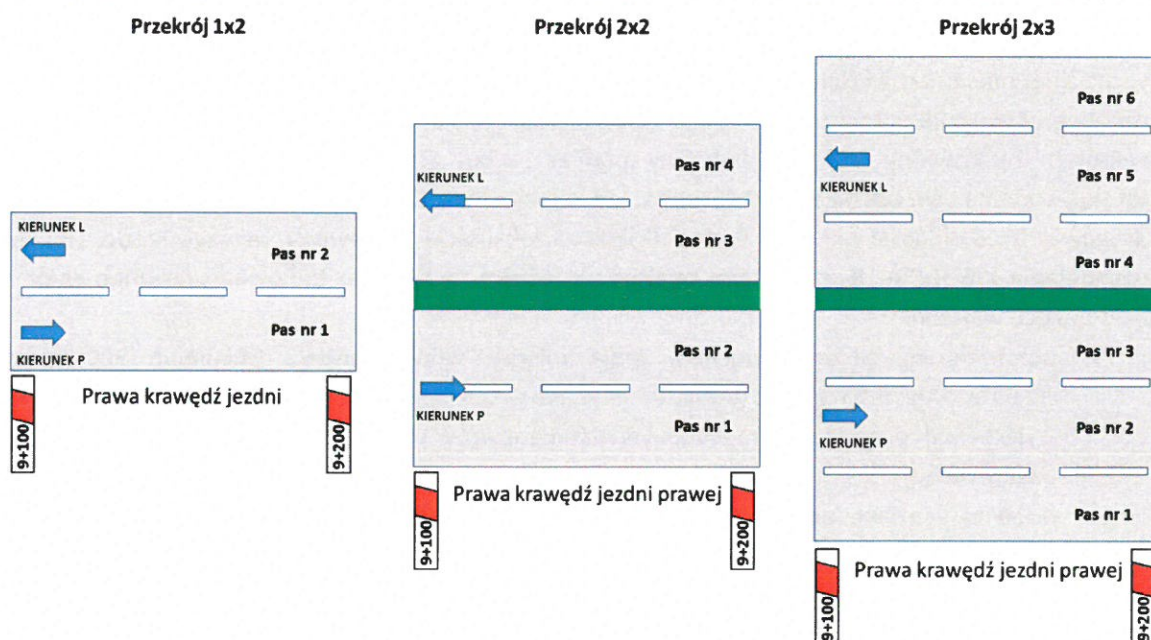 Przekrój 1x2
KIERUNEK L
Pas nr 2
Pas nr 1
KIERUNEK P
9+100
Prawa krawędź jezdni
9+200
Przekrój 2x2
Pas nr 4
KIERUNEK L
Pas nr 3
Pas nr 2
KIERUNEK P
Pas nr 1
9+100
Prawa krawędź jezdni prawej
9+200
Przekrój 2x3
Pas nr 6
Pas nr 5
KIERUNEK L
Pas nr 4
Pas nr 3
Pas nr 2
KIERUNEK P
Pas nr 1
9+100
Prawa krawędź jezdni prawej
9+200